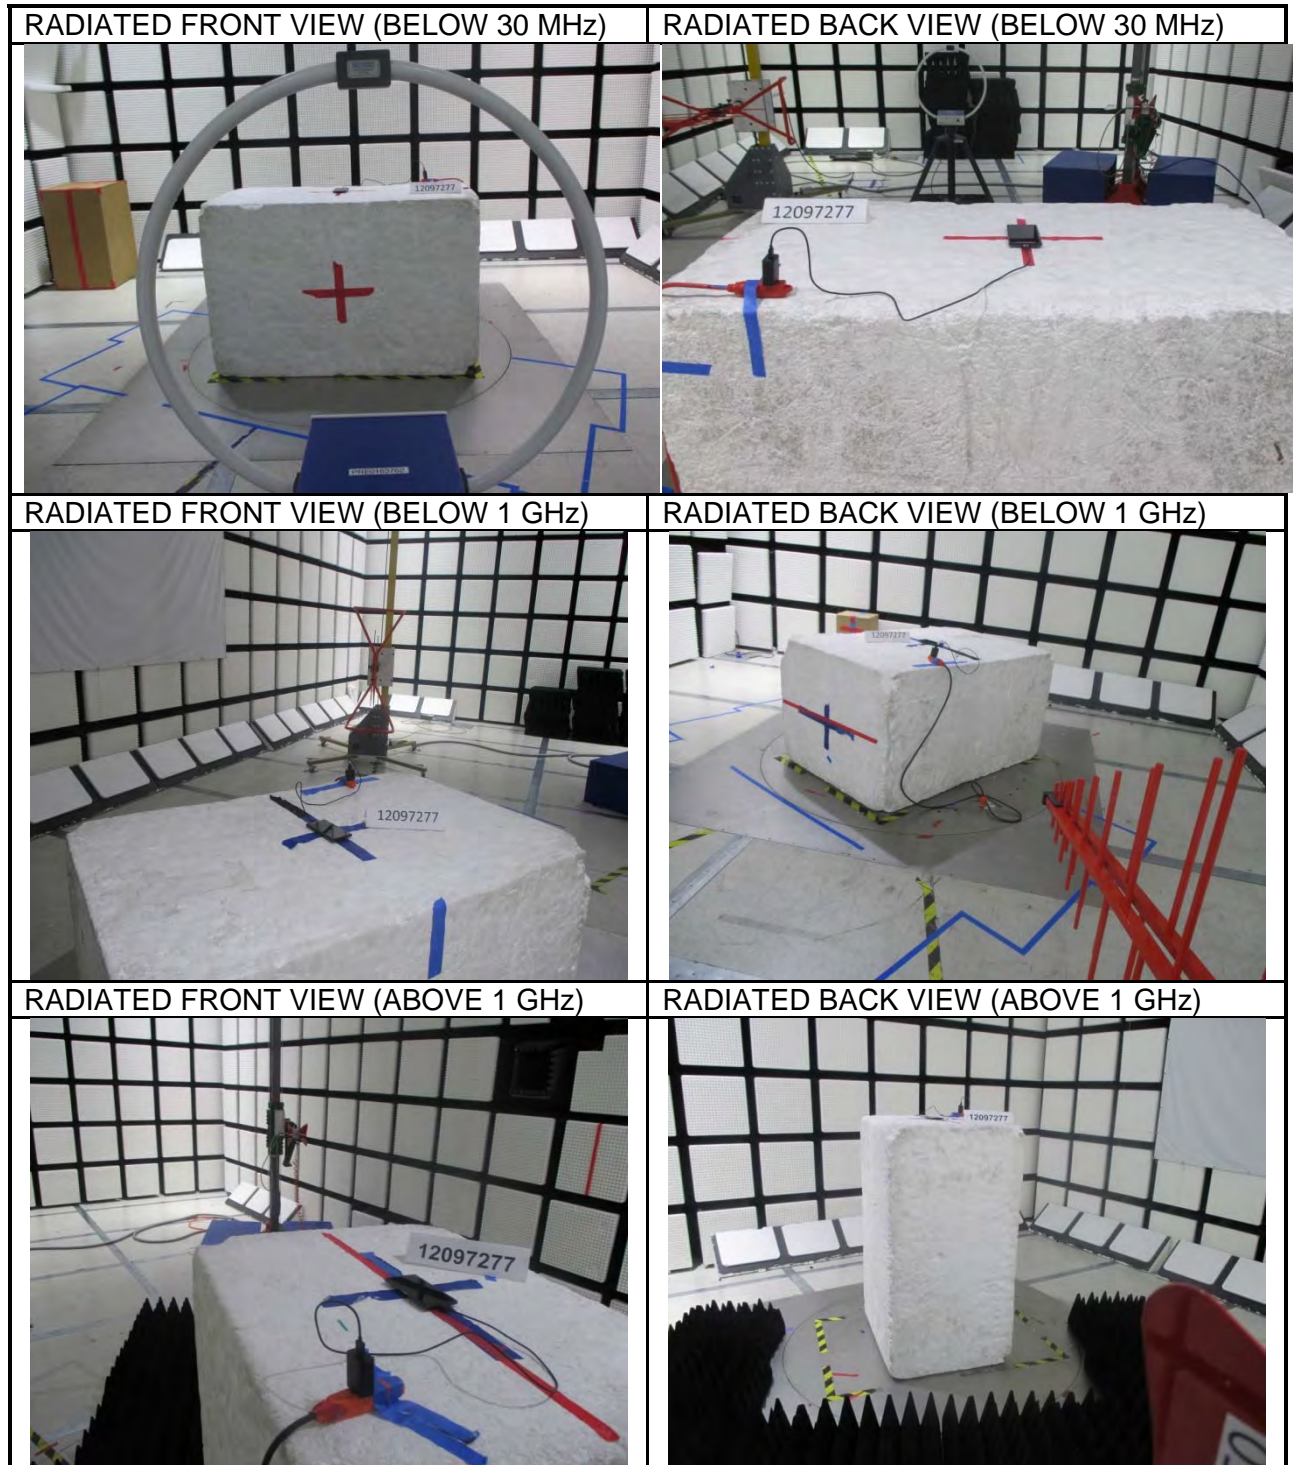 RADIATED FRONT VIEW (BELOW 30 MHz)
RADIATED BACK VIEW (BELOW 30 MHz)
12097277
12097277
RADIATED FRONT VIEW (BELOW 1 GHz)
RADIATED BACK VIEW (BELOW 1 GHz)
12097277
12097277
RADIATED FRONT VIEW (ABOVE 1 GHz)
RADIATED BACK VIEW (ABOVE 1 GHz)
12097277
12097277